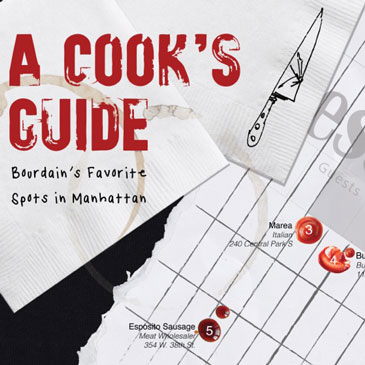 A COOK'S
GUIDE
Bourdain's Favorite
Spots in Manhattan
Guests
Marea
Italian
240 Central Park S
3
4
Esposito Sausage
Meat Wholesaler
354 W. 38th St.
5